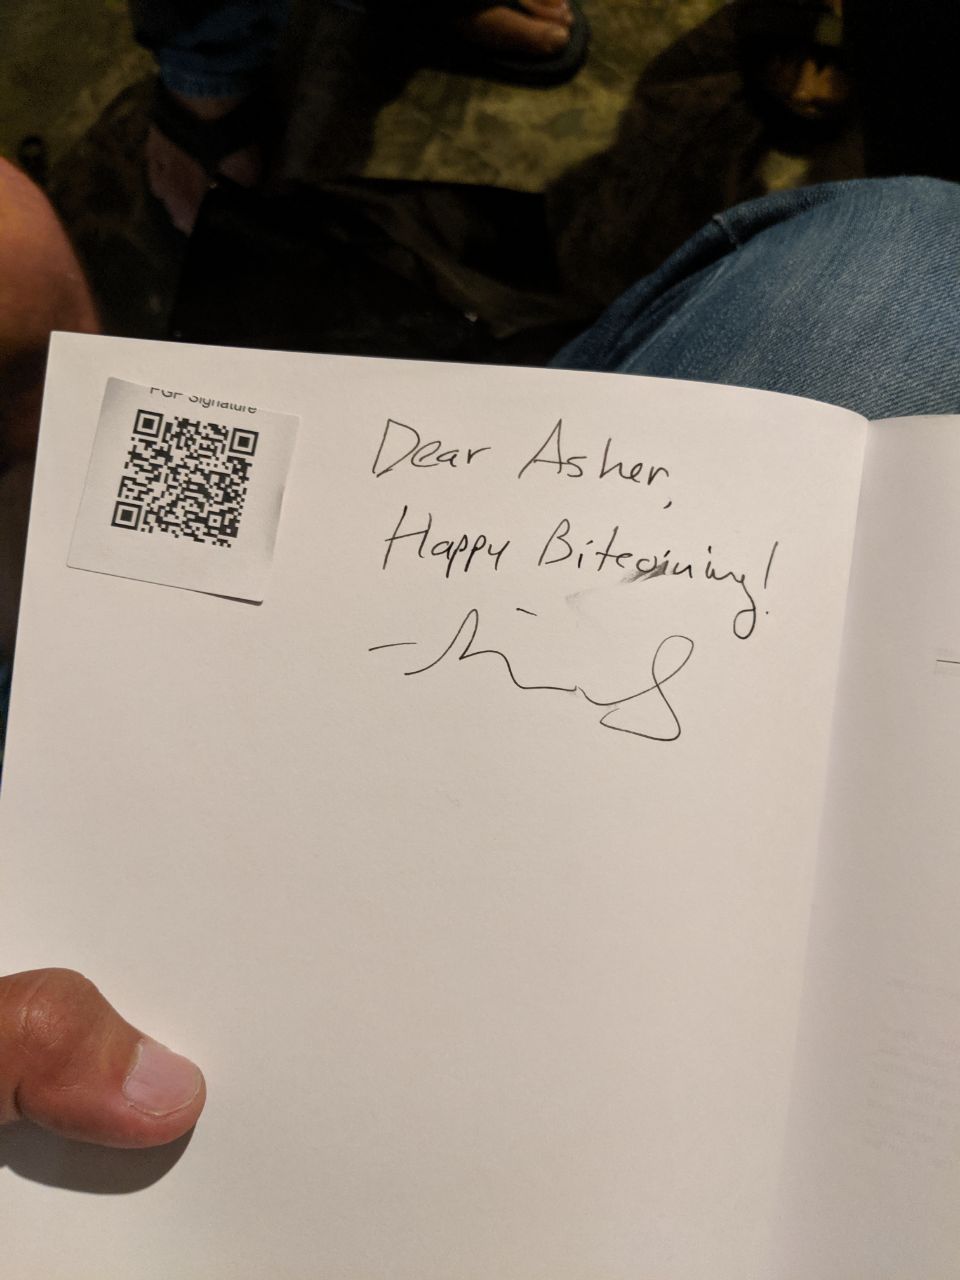 PGP Signature
Dear Asher,
Happy Bitcoining!